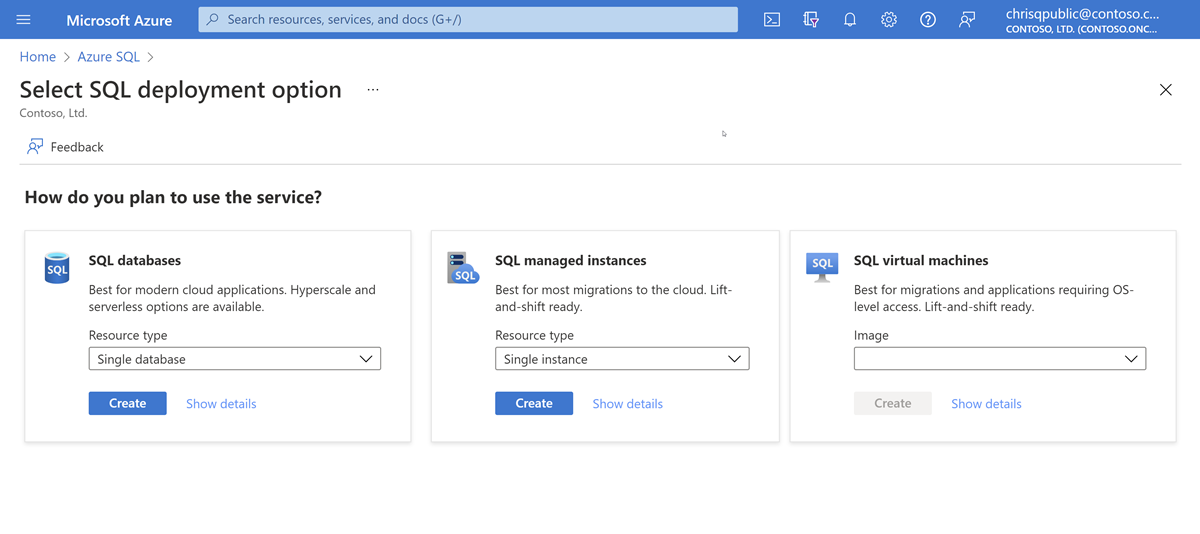 Microsoft Azure
Search resources, services, and docs (G+/)
chrisqpublic@contoso.c...
CONTOSO, LTD. (CONTOSO.ONC...
Home > Azure SQL >
Select SQL deployment option ...
Contoso, Ltd.
Feedback
How do you plan to use the service?
SQL
SQL databases
Best for modern cloud applications. Hyperscale and
serverless options are available.
Resource type
Single database
Create Show details
SQL
SQL managed instances
Best for most migrations to the cloud. Lift-
and-shift ready.
Resource type
Single instance
Create Show details
SQL
SQL virtual machines
Best for migrations and applications requiring OS-
level access. Lift-and-shift ready.
Image
Create Show details